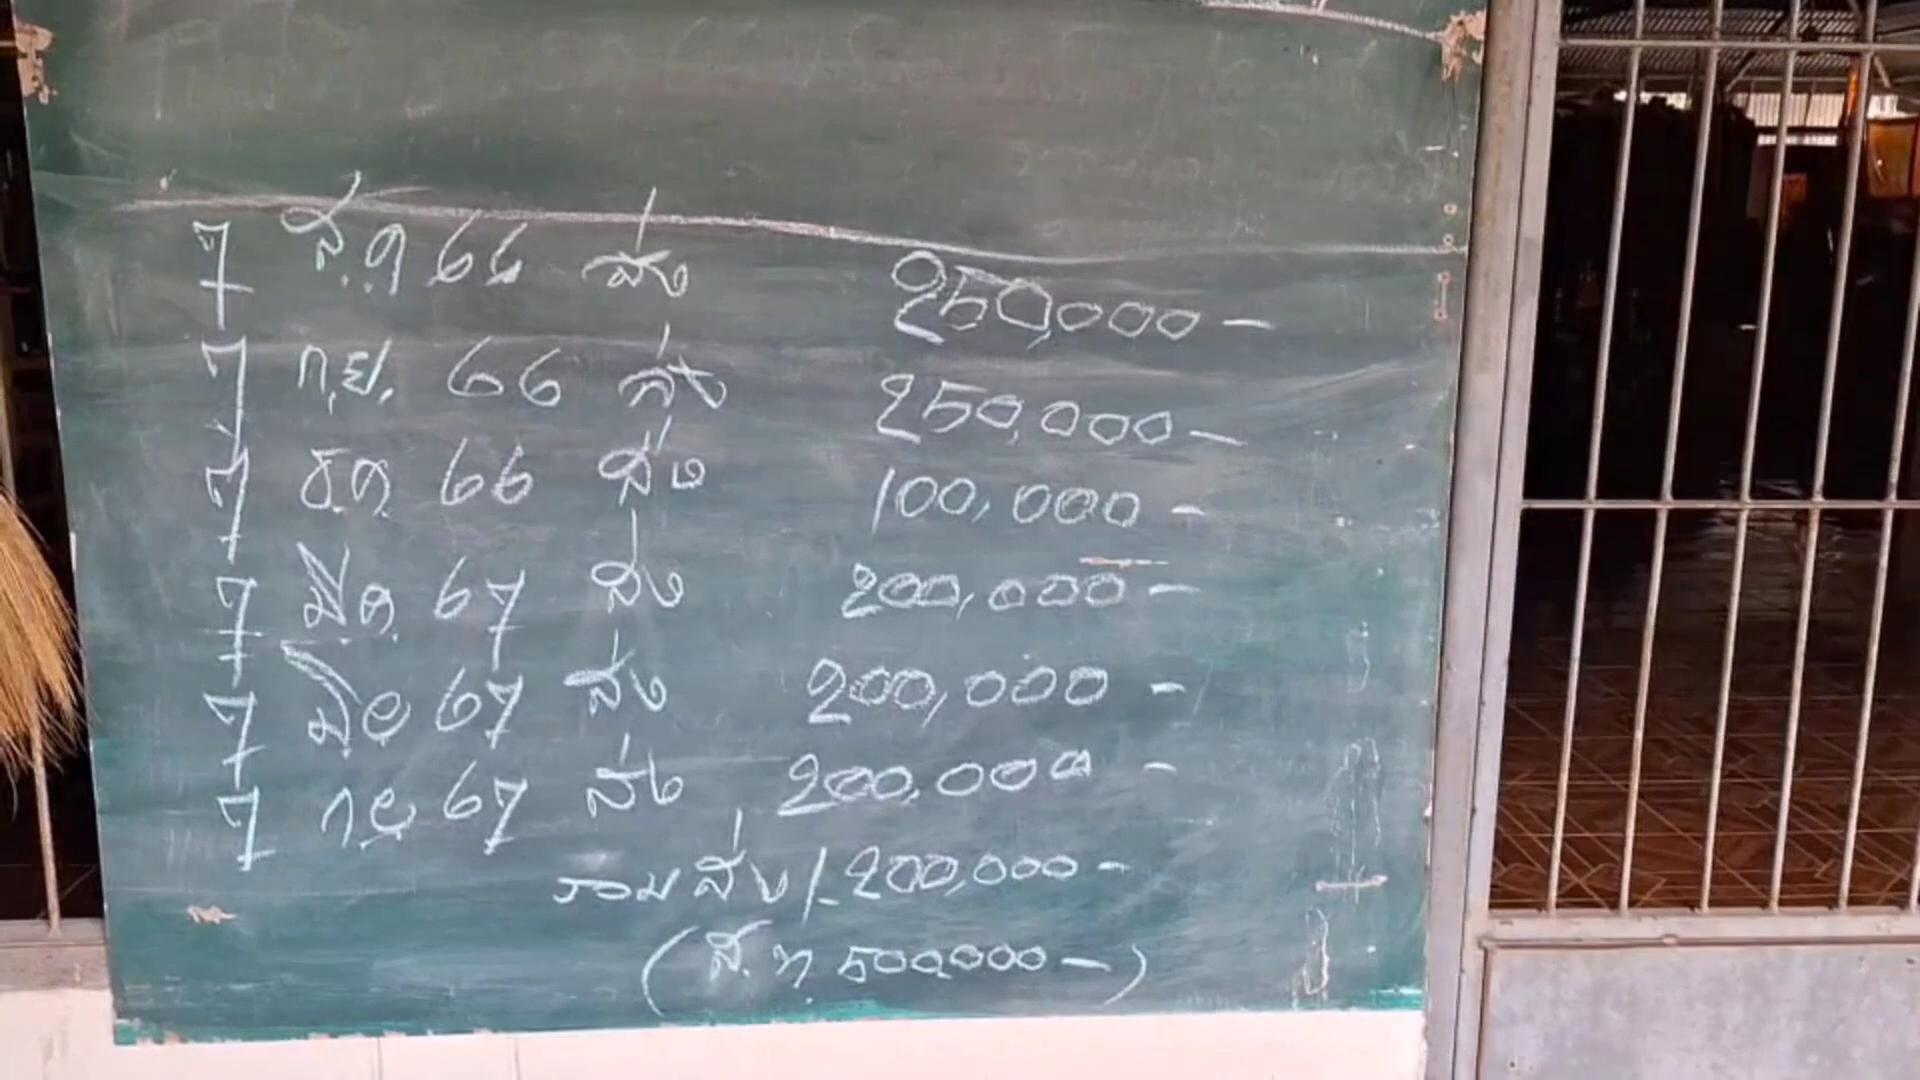 7 ส.ค 66 ส่ง 250,000-
7 ก.ย. 66 ส่ง 250,000-
7 ธ.ค. 66 ส่ง 100,000-
7 มี.ค. 67 ส่ง 200,000-
7 มิ.ย 67 ส่ง 200,000-
7 ก.ย 67 ส่ง 200,000-
รวมส่ง 1,200,000-
(ส.ท. 500,000-)